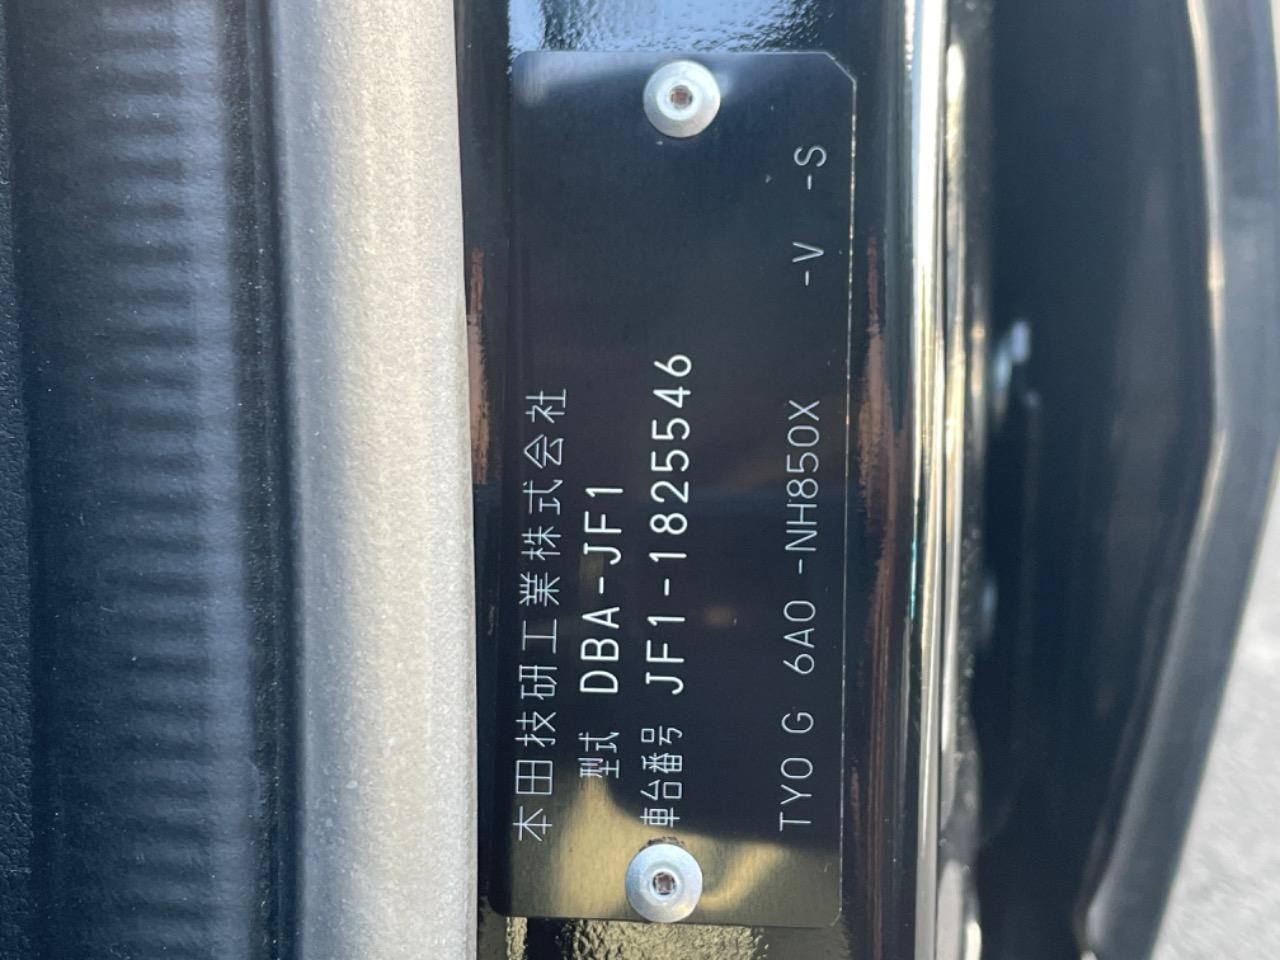 本田技研工業株式会社
型式 DBA-JF1
車台番号 JF1-1825546
TY0 G 6A0 -NH850X -V -S